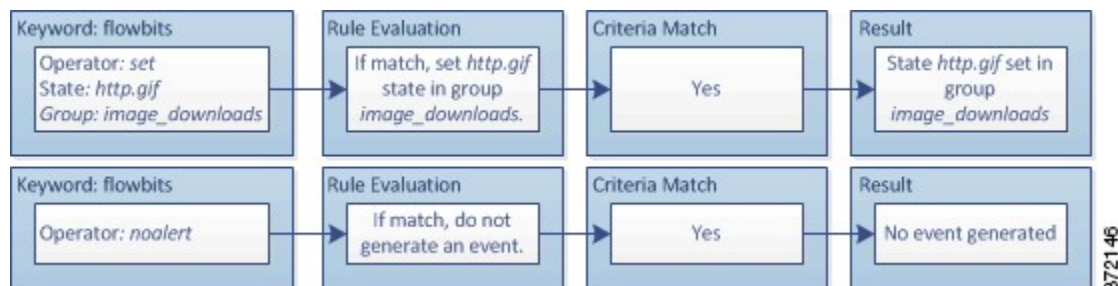 Keyword: flowbits
Operator: set
State: http.gif
Group: image_downloads
Rule Evaluation
If match, set http.gif
state in group
image_downloads.
Criteria Match
Yes
Result
State http.gif set in
group
image_downloads
Keyword: flowbits
Operator: noalert
Rule Evaluation
If match, do not
generate an event.
Criteria Match
Yes
Result
No event generated
372146